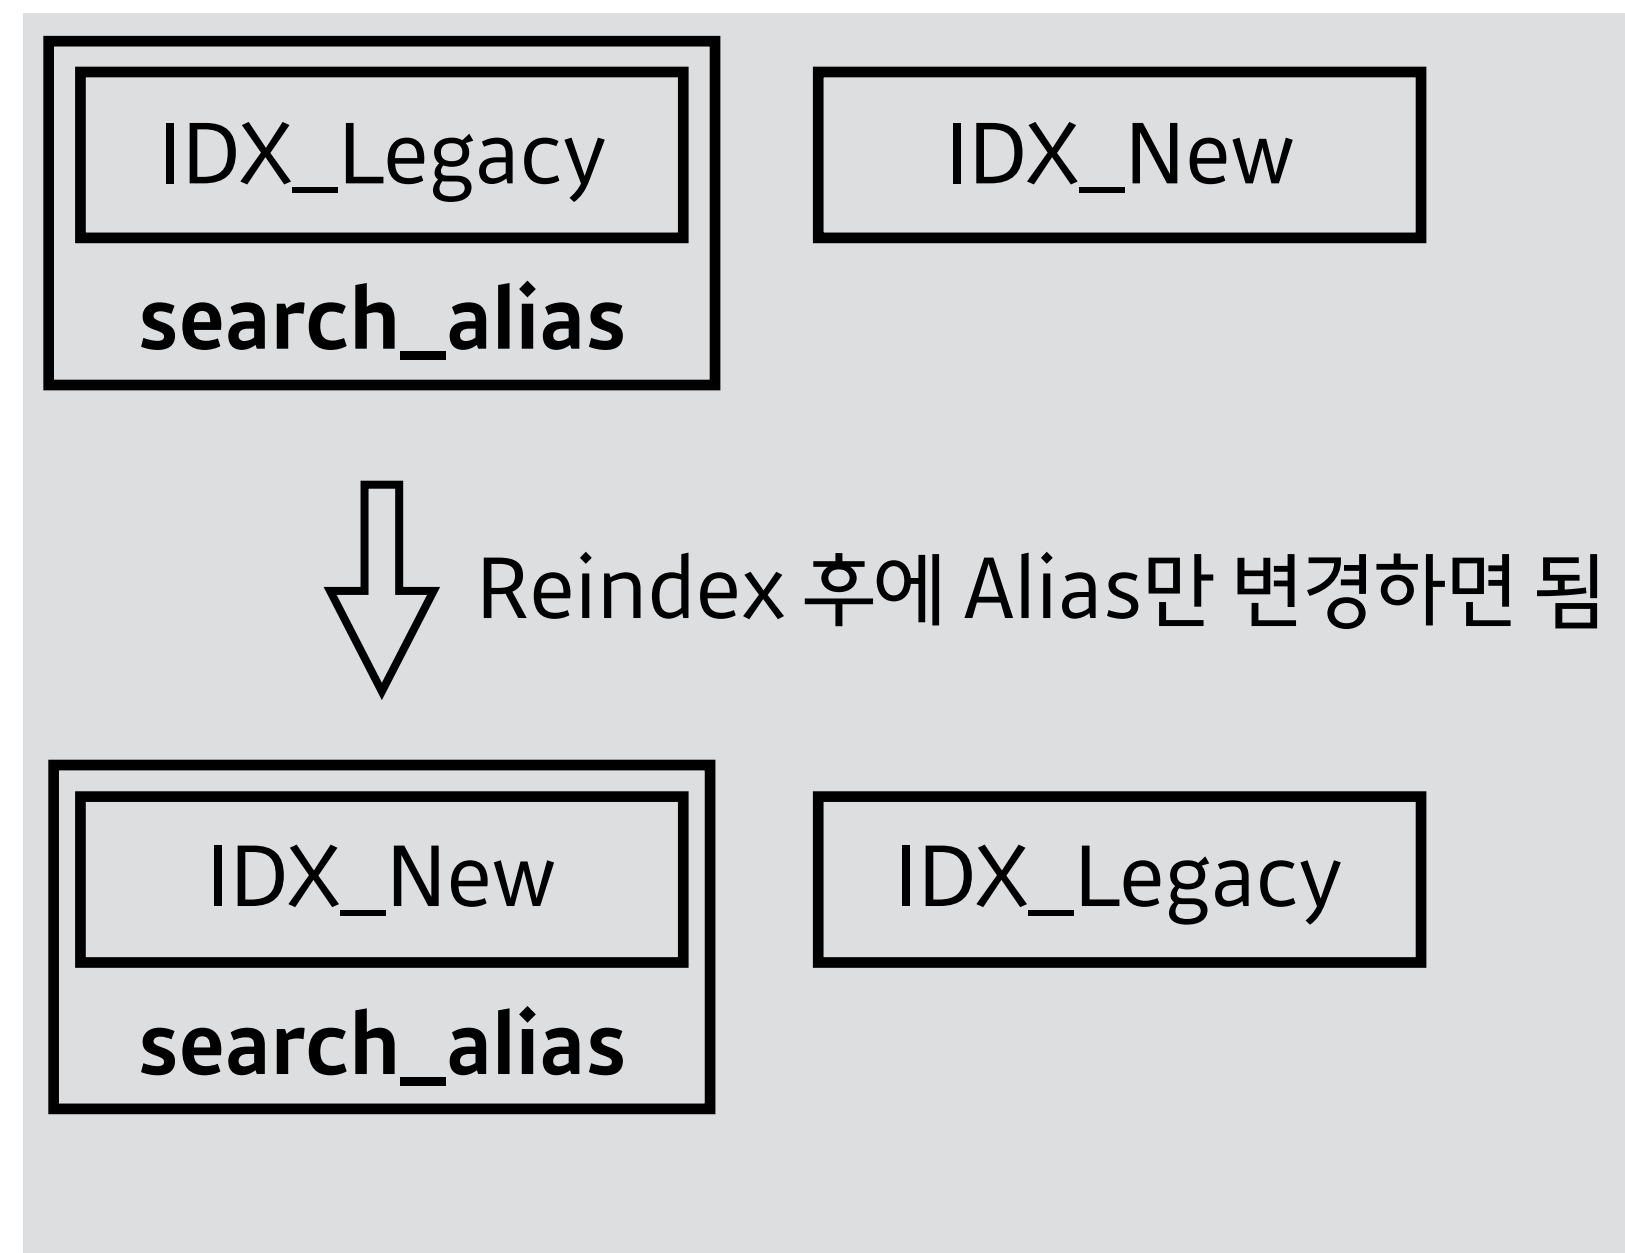 IDX_Legacy
IDX_New
search_alias
Reindex 후에 Alias만 변경하면 됨
IDX_New
IDX_Legacy
search_alias